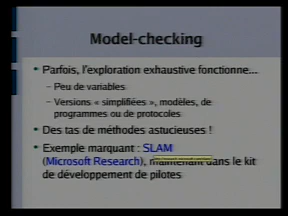 Model-checking
• Parfois, l'exploration exhaustive fonctionne...
– Peu de variables
– Versions « simplifiées », modèles, de
programmes ou de protocoles
• Des tas de méthodes astucieuses !
• Exemple marquant : SLAM
(Microsoft Research), maintenant dans le kit
de développement de pilotes